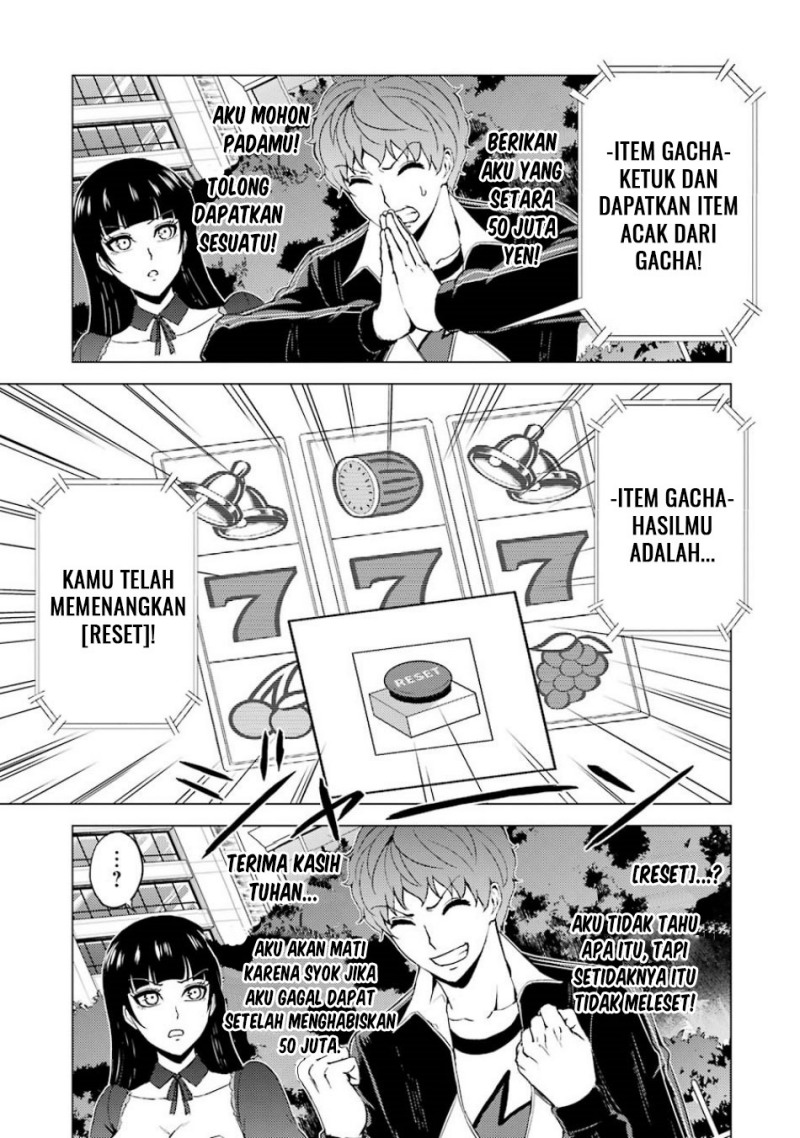 -ITEM GACHA-
KETUK DAN
DAPATKAN ITEM
ACAK DARI
GACHA!
BERIKAN
AKU YANG
SETARA
50 JUTA
YEN!
AKU MOHON
PADAMU!
TOLONG
DAPATKAN
SESUATU!
-ITEM GACHA-
HASILMU
ADALAH...
7
7
7
RESET
KAMU TELAH
MEMENANGKAN
[RESET]!
[RESET]...?
AKU TIDAK TAHU
APA ITU, TAPI
SETIDAKNYA ITU
TIDAK MELESET!
TERIMA KASIH
TUHAN...
AKU AKAN MATI
KARENA SYOK JIKA
AKU GAGAL DAPAT
SETELAH MENGHABISKAN
50 JUTA.
...?